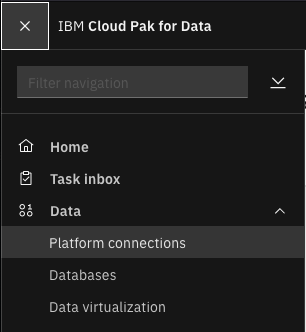 IBM Cloud Pak for Data
Filter navigation
Home
Task inbox
Data
Platform connections
Databases
Data virtualization